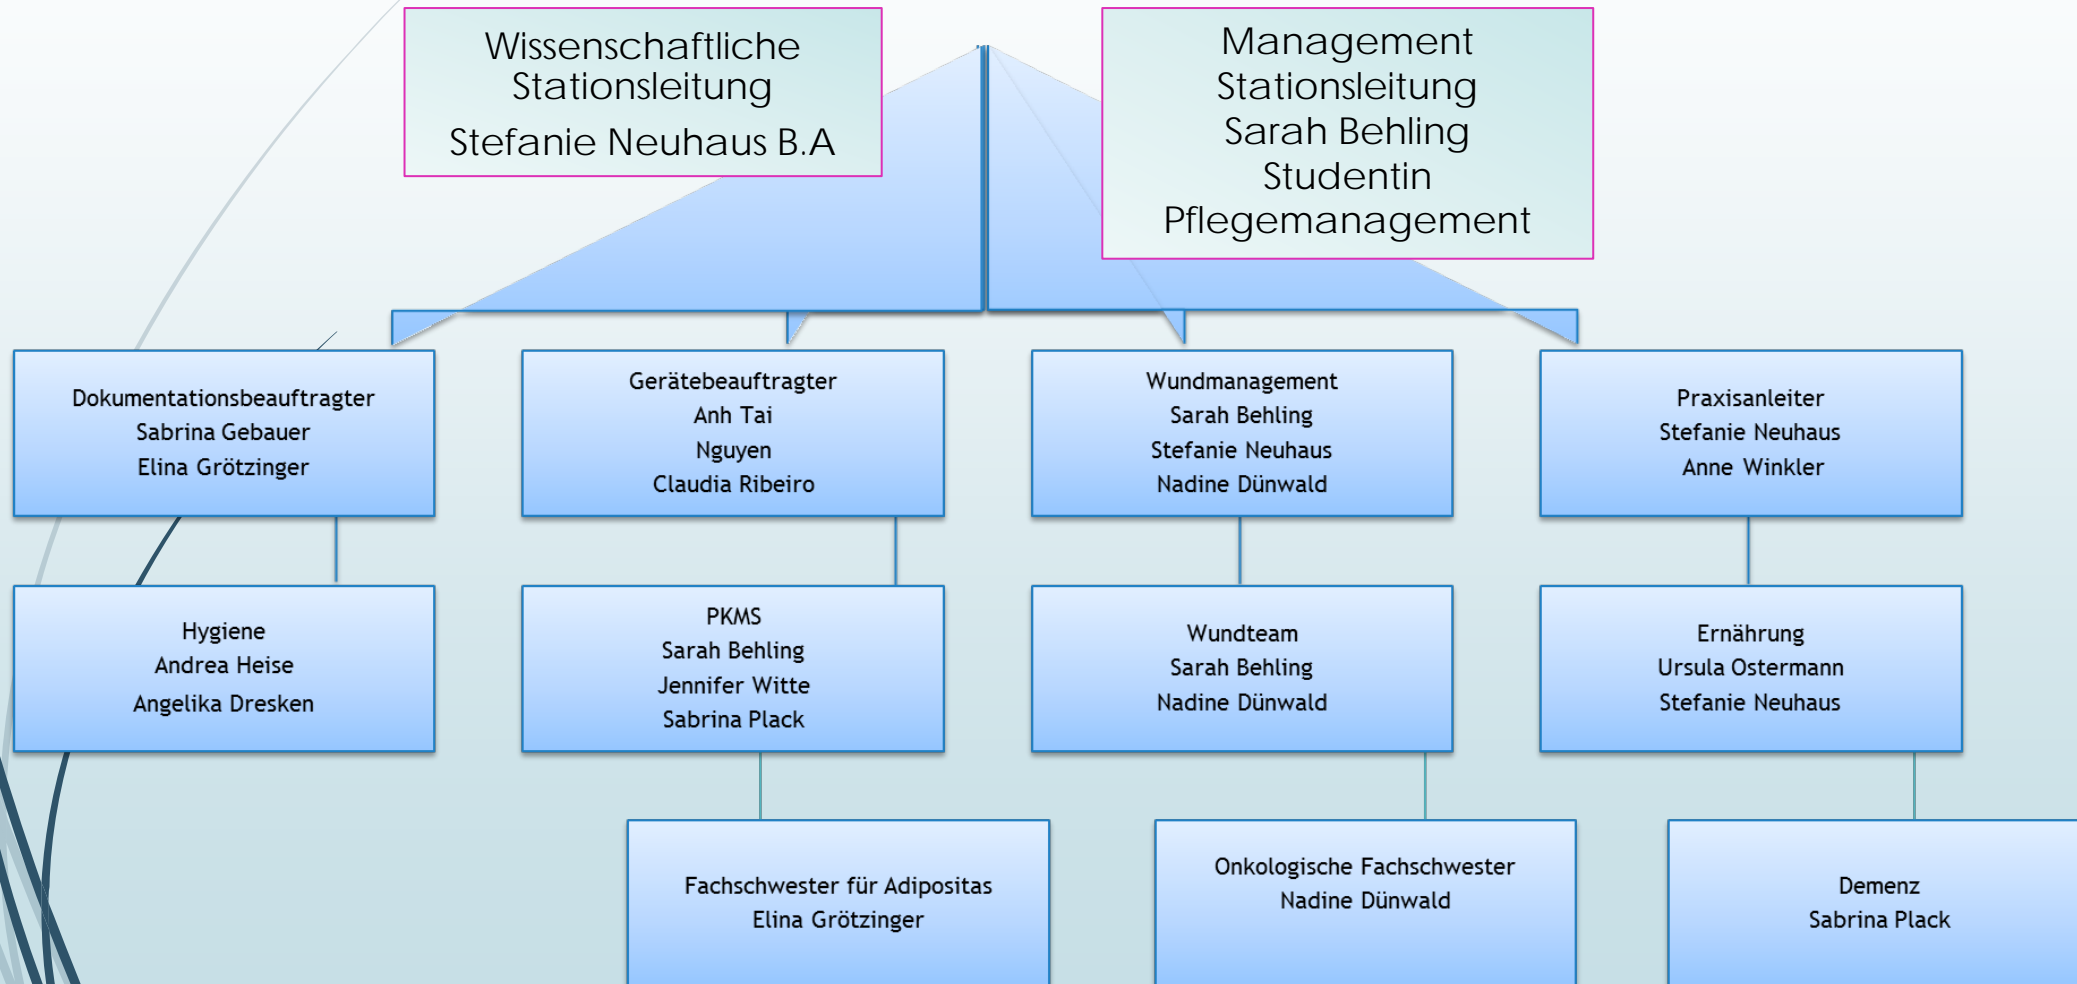 Wissenschaftliche
Stationsleitung
Stefanie Neuhaus B.A
Management
Stationsleitung
Sarah Behling
Studentin
Pflegemanagement
Dokumentationsbeauftragter
Sabrina Gebauer
Elina Grötzinger
Gerätebeauftragter
Anh Tai
Nguyen
Claudia Ribeiro
Wundmanagement
Sarah Behling
Stefanie Neuhaus
Nadine Dünwald
Praxisanleiter
Stefanie Neuhaus
Anne Winkler
Hygiene
Andrea Heise
Angelika Dresken
PKMS
Sarah Behling
Jennifer Witte
Sabrina Plack
Wundteam
Sarah Behling
Nadine Dünwald
Ernährung
Ursula Ostermann
Stefanie Neuhaus
Fachschwester für Adipositas
Elina Grötzinger
Onkologische Fachschwester
Nadine Dünwald
Demenz
Sabrina Plack